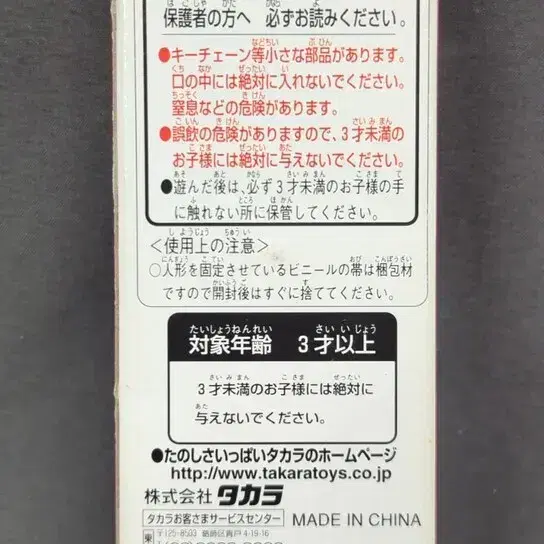 保護者の方へ 必ずお読みください。
●キーチェーン等小さな部品があります。
口の中には絶対に入れないでください。
窒息などの危険があります。
●誤飲の危険がありますので、3才未満の
お子様には絶対に与えないでください。
●遊んだ後は、必ず3才未満のお子様の手
に触れない所に保管してください。
＜使用上の注意＞
○人形を固定させているビニールの帯は梱包材
ですので開封後はすぐに捨ててください。
対象年齢 3才以上
3才未満のお子様には絶対に
与えないでください。
●たのしさいっぱいタカラのホームページ
http://www.takaratoys.co.jp
株式会社 タカラ
タカラお客さまサービスセンター MADE IN CHINA
東 〒125-8503 葛飾区青戸4-19-16